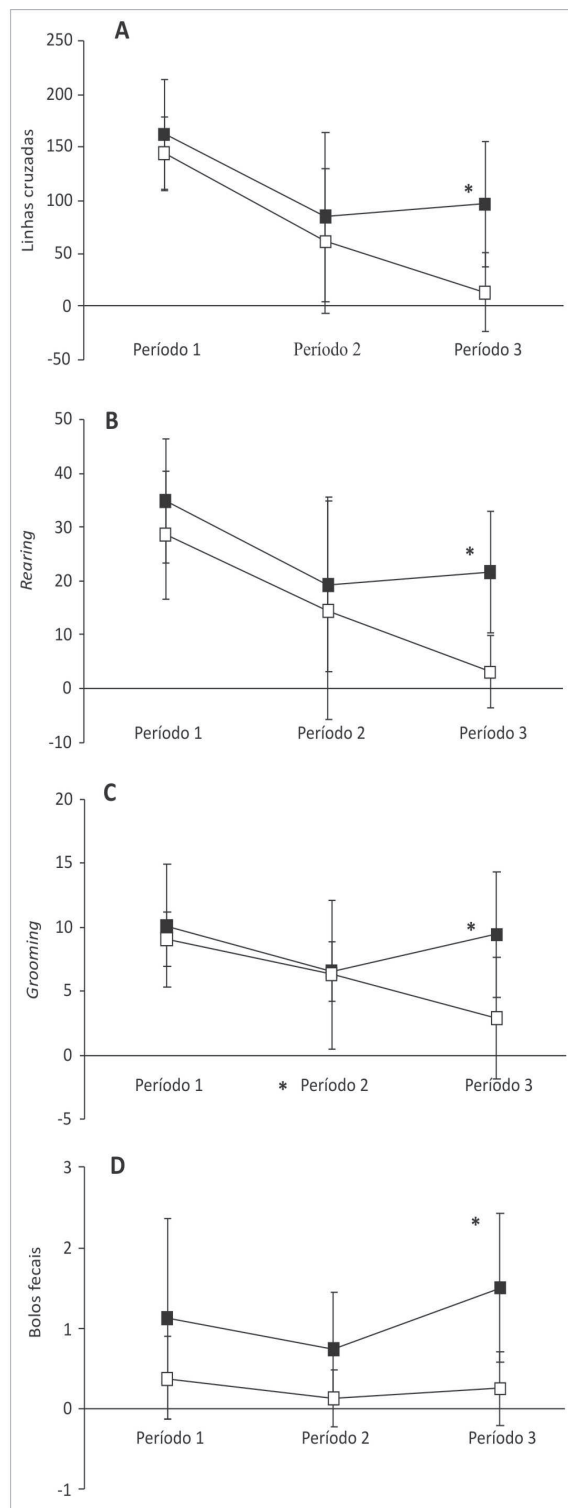 A
250
200
150
100
50
0
-50
Linhas cruzadas
*
Período 1 Período 2 Período 3
B
50
40
30
20
10
0
-10
Rearing
*
Período 1 Período 2 Período 3
C
20
15
10
5
0
-5
Grooming
*
Período 1 * Período 2 Período 3
D
3
2
1
0
-1
Bolos fecais
*
Período 1 Período 2 Período 3